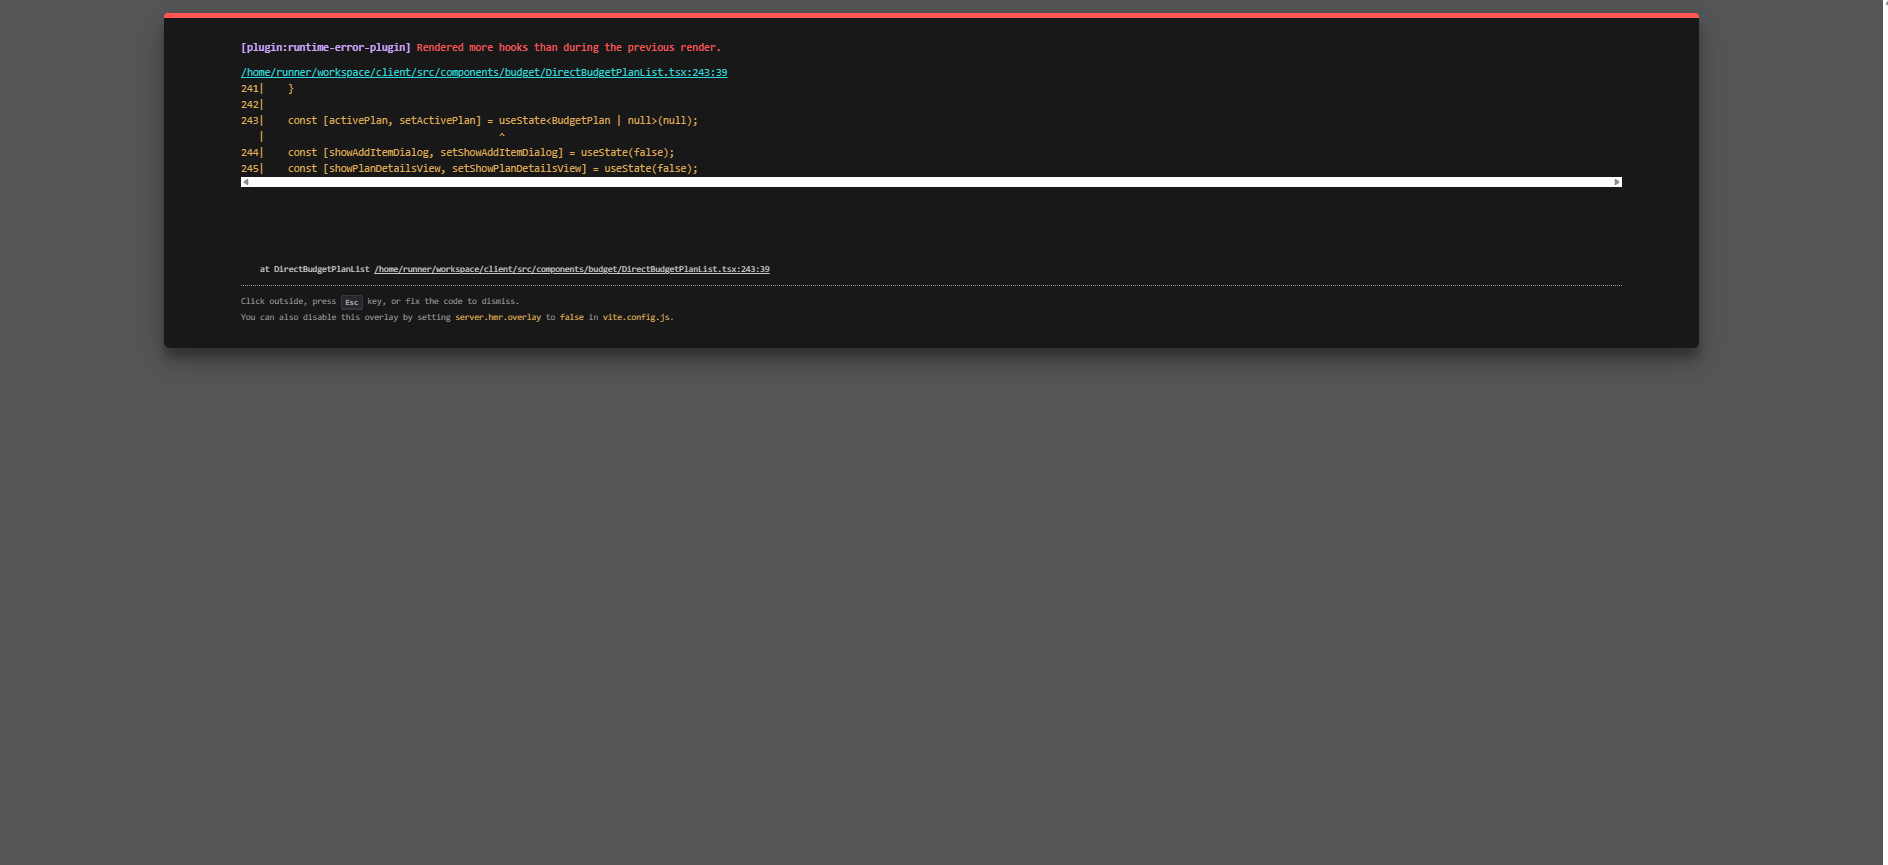 [plugin:runtime-error-plugin] Rendered more hooks than during the previous render.
/home/runner/workspace/client/src/components/budget/DirectBudgetPlanList.tsx:243:39
241|    }
242|
243|    const [activePlan, setActivePlan] = useState<BudgetPlan | null>(null);
   |                                        ^
244|    const [showAddItemDialog, setShowAddItemDialog] = useState(false);
245|    const [showPlanDetailsView, setShowPlanDetailsView] = useState(false);
at DirectBudgetPlanList /home/runner/workspace/client/src/components/budget/DirectBudgetPlanList.tsx:243:39
Click outside, press Esc key, or fix the code to dismiss.
You can also disable this overlay by setting server.hmr.overlay to false in vite.config.js.